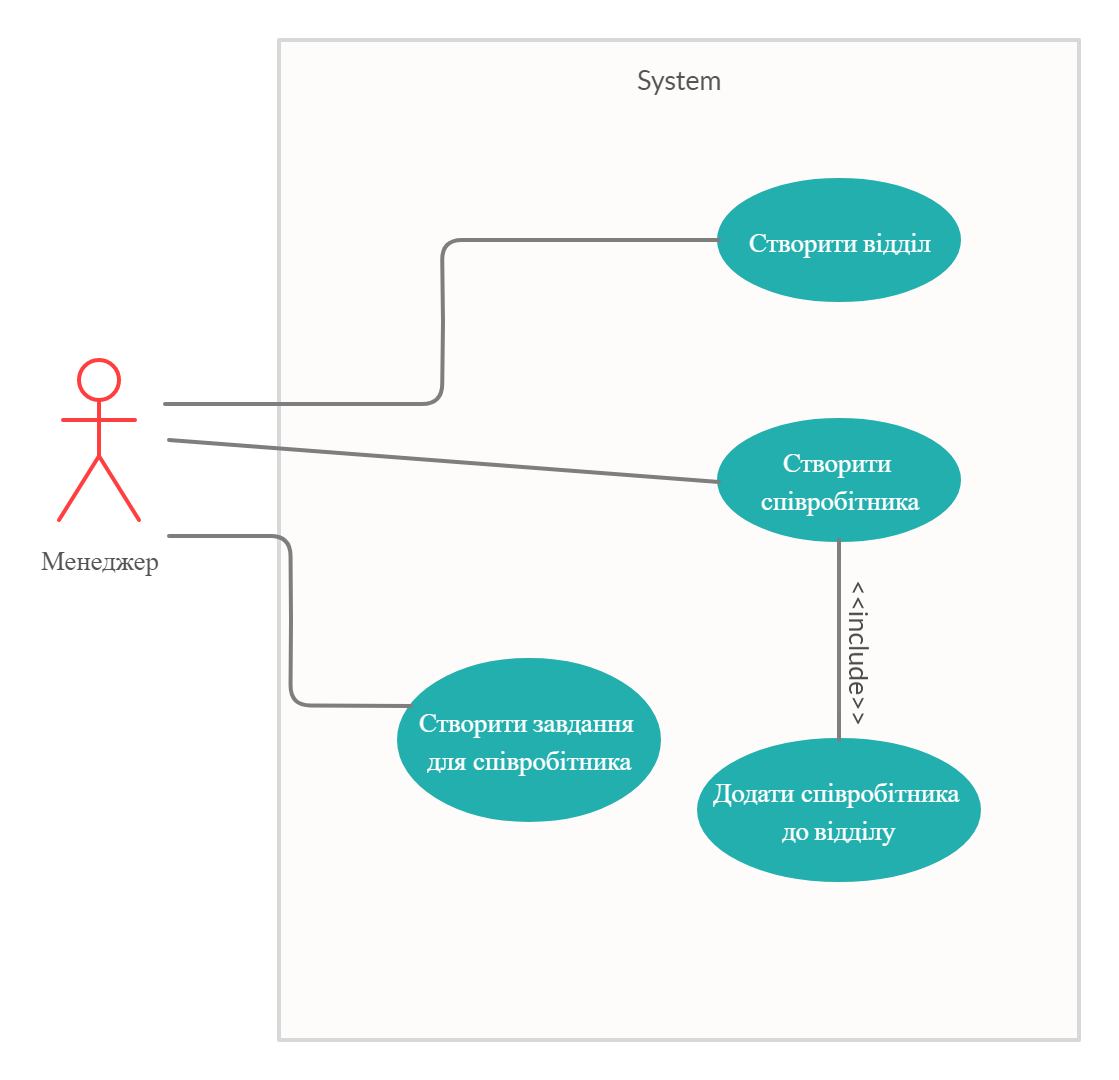 System
Створити відділ
Створити
співробітника
Менеджер
<<include>>
Створити завдання
для співробітника
Додати співробітника
до відділу